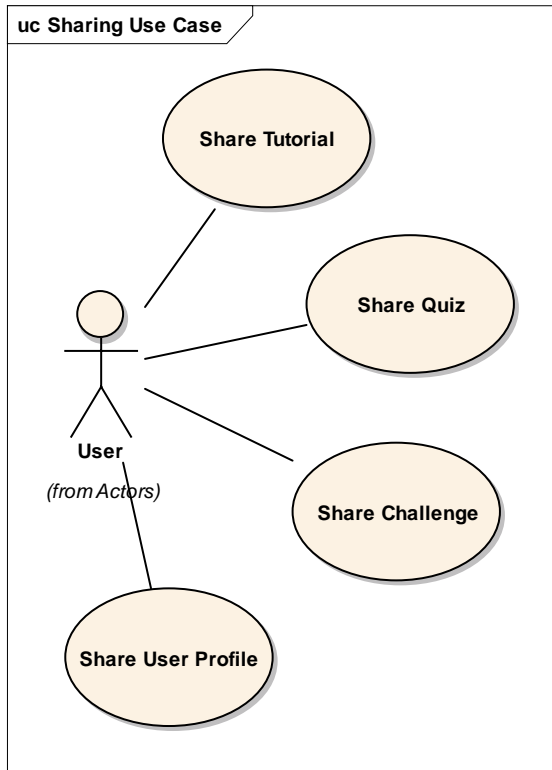 uc Sharing Use Case
Share Tutorial
Share Quiz
User
(from Actors)
Share Challenge
Share User Profile